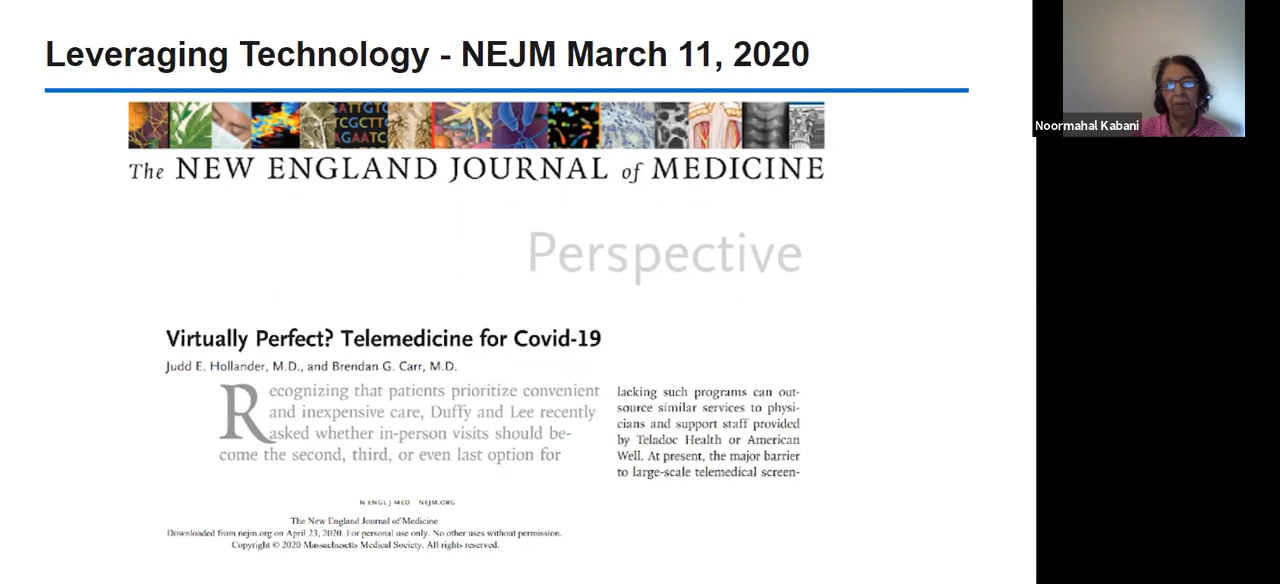 Leveraging Technology - NEJM March 11, 2020
ATTGTC
TCGCTTC
AGAATC
The NEW ENGLAND JOURNAL of MEDICINE
Perspective
Virtually Perfect? Telemedicine for Covid-19
Judd E. Hollander, M.D., and Brendan G. Carr, M.D.
Recognizing that patients prioritize convenient
and inexpensive care, Duffy and Lee recently
asked whether in-person visits should be-
come the second, third, or even last option for
lacking such programs can out-
source similar services to physi-
cians and support staff provided
by Teladoc Health or American
Well. At present, the major barrier
to large-scale telemedical screen-
N ENGL J MED NEJM.ORG
The New England Journal of Medicine
Downloaded from nejm.org on April 23, 2020. For personal use only. No other uses without permission.
Copyright © 2020 Massachusetts Medical Society. All rights reserved.
Noormahal Kabani